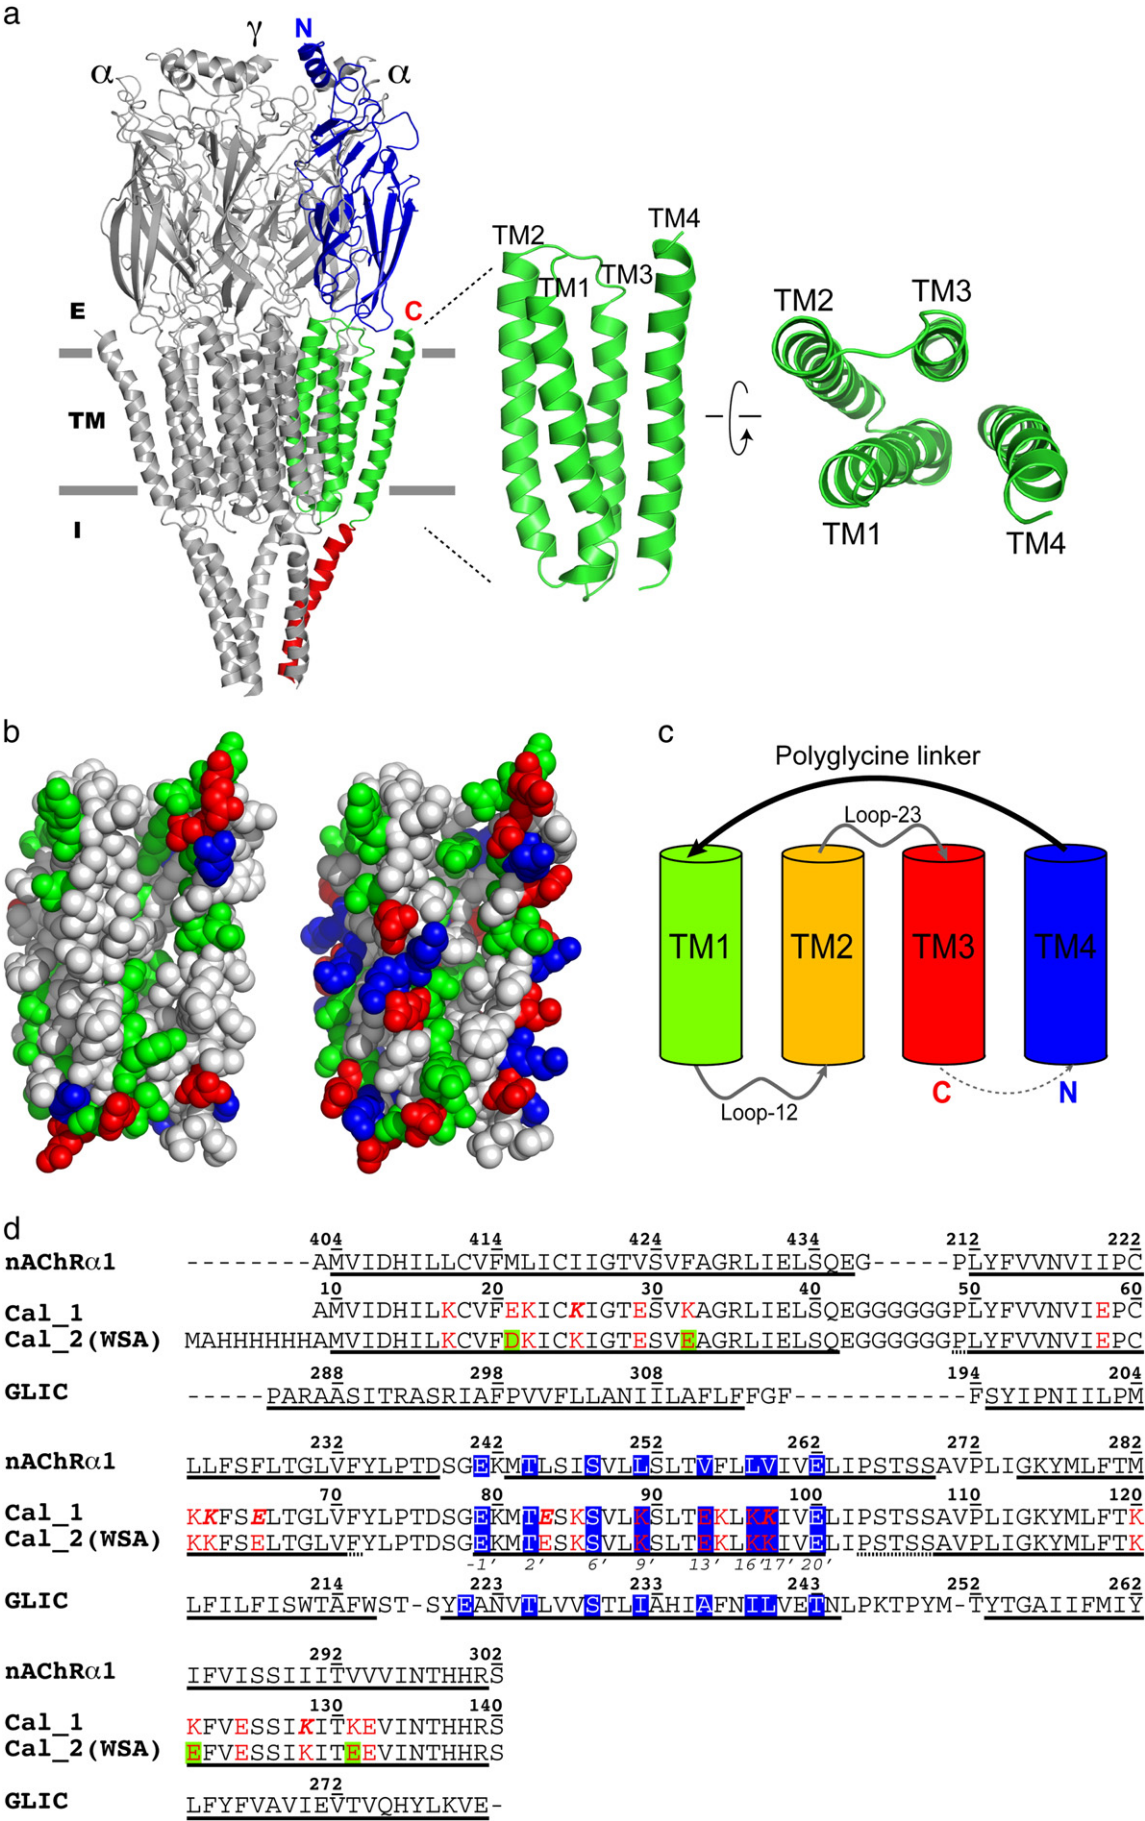 a
γ
N
α
α
E
C
TM
I
TM4
TM2
TM1
TM3
TM2
TM3
TM1
TM4
b
c
Polyglycine linker
Loop-23
TM1
TM2
TM3
TM4
Loop-12
C
N
d
404 414 424 434 212 222
nAChRα1 --------AMVIDHILLCVFMLICIIGTVSVFAGRLIELSQEG-----PLYFVVNVIIPC
10 20 30 40 50 60
Cal_1 AMVIDHILKCVFEKICKIGTESVKAGRLIELSQEGGGGGGPLYFVVNVIEPC
Cal_2(WSA) MAHHHHHHAMVIDHILKCVFDKICKIGTESVEAGRLIELSQEGGGGGGPLYFVVNVIEPC
288 298 308 194 204
GLIC -----PARAASITRASRIAFPVVFLLANIILAFLFFGF-----------FSYIPNIILPM
232 242 252 262 272 282
nAChRα1 LLFSFLTGLVFYLPTDSGEKMTLSISVLLSLTVFLLVIVELIPSTSSAVPLIGKYMLFTM
70 80 90 100 110 120
Cal_1 KKFSELTGLVFYLPTDSGEKMTESKSVLKSLTEKLKKIVELIPSTSSAVPLIGKYMLFTK
Cal_2(WSA) KKFSELTGLVFYLPTDSGEKMTESKSVLKSLTEKLKKIVELIPSTSSAVPLIGKYMLFTK
-1′ 2′ 6′ 9′ 13′ 16′17′ 20′
214 223 233 243 252 262
GLIC LFILFISWTAFWST-SYEANVTLVVSTLIAHIAFNILVETNLPKTPYM-TYTGAIIFMIY
292 302
nAChRα1 IFVISSIIITVVVINTHHRS
130 140
Cal_1 KFVESSIKITKEVINTHHRS
Cal_2(WSA) EFVESSIKITEEVINTHHRS
272
GLIC LFYFVAVIEVTVQHYLKVE-